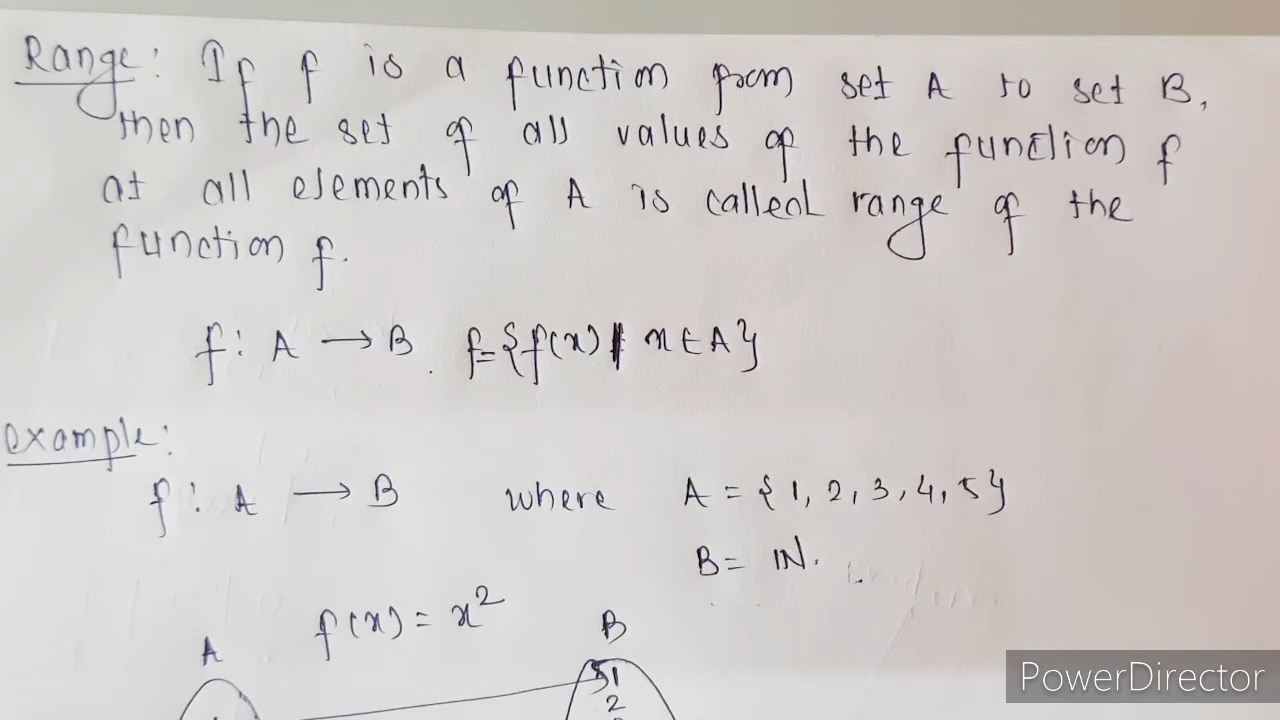 Range: If f is a function from set A to set B,
then the set of all values of the function f
at all elements of A is called range of the
function f.
f: A → B. f={f(x) | x∈A}
example:
f: A → B where A = {1, 2, 3, 4, 5}
B= IN.
f(x) = x²
A B
1
2
PowerDirector